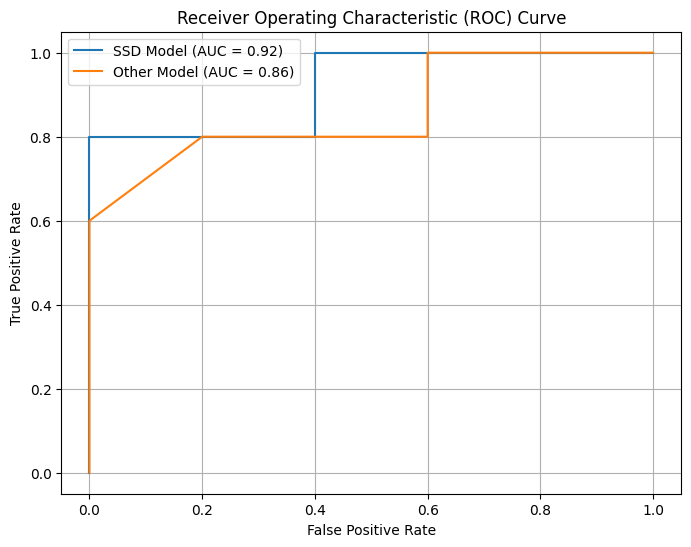 Receiver Operating Characteristic (ROC) Curve
SSD Model (AUC = 0.92)
Other Model (AUC = 0.86)
True Positive Rate
1.0
0.8
0.6
0.4
0.2
0.0
0.0 0.2 0.4 0.6 0.8 1.0
False Positive Rate